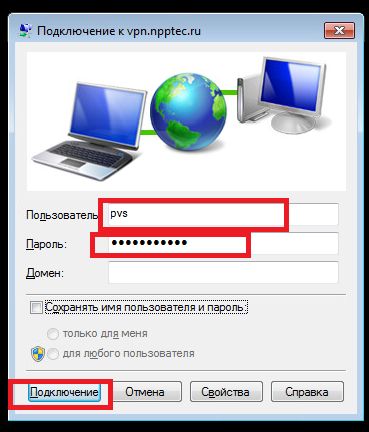 Подключение к vpn.npptec.ru
Пользователь
pvs
Пароль:
•••••••••••
Домен:
Сохранять имя пользователя и пароль:
только для меня
для любого пользователя
Подключение Отмена Свойства Справка